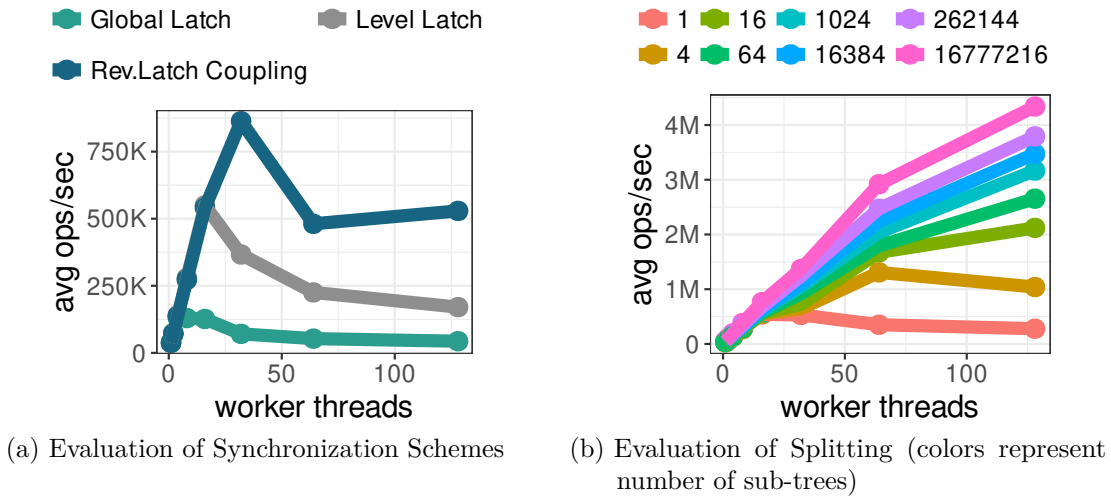 Global Latch
Level Latch
Rev.Latch Coupling
avg ops/sec
750K
500K
250K
0
0
50
100
worker threads
(a) Evaluation of Synchronization Schemes
1
16
1024
262144
4
64
16384
16777216
avg ops/sec
4M
3M
2M
1M
0
0
50
100
worker threads
(b) Evaluation of Splitting (colors represent
number of sub-trees)